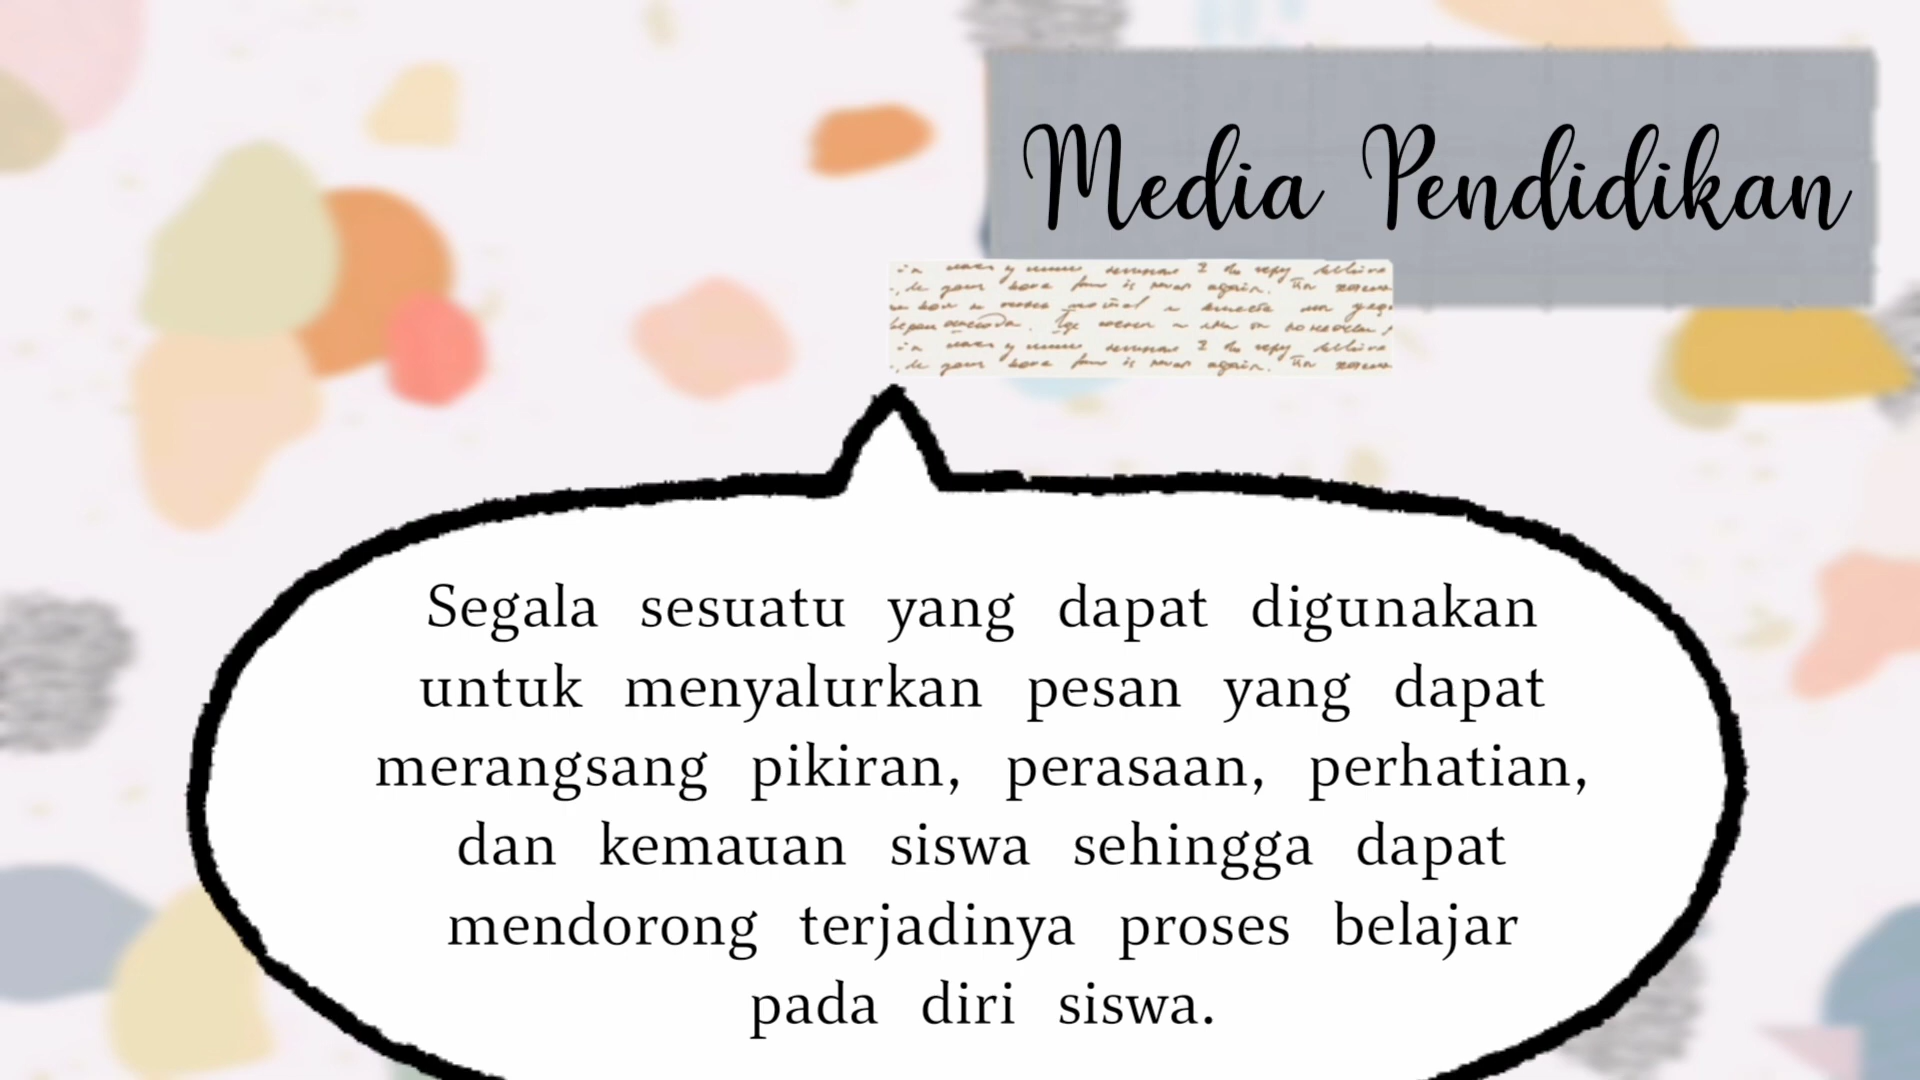 Media Pendidikan
Segala sesuatu yang dapat digunakan
untuk menyalurkan pesan yang dapat
merangsang pikiran, perasaan, perhatian,
dan kemauan siswa sehingga dapat
mendorong terjadinya proses belajar
pada diri siswa.